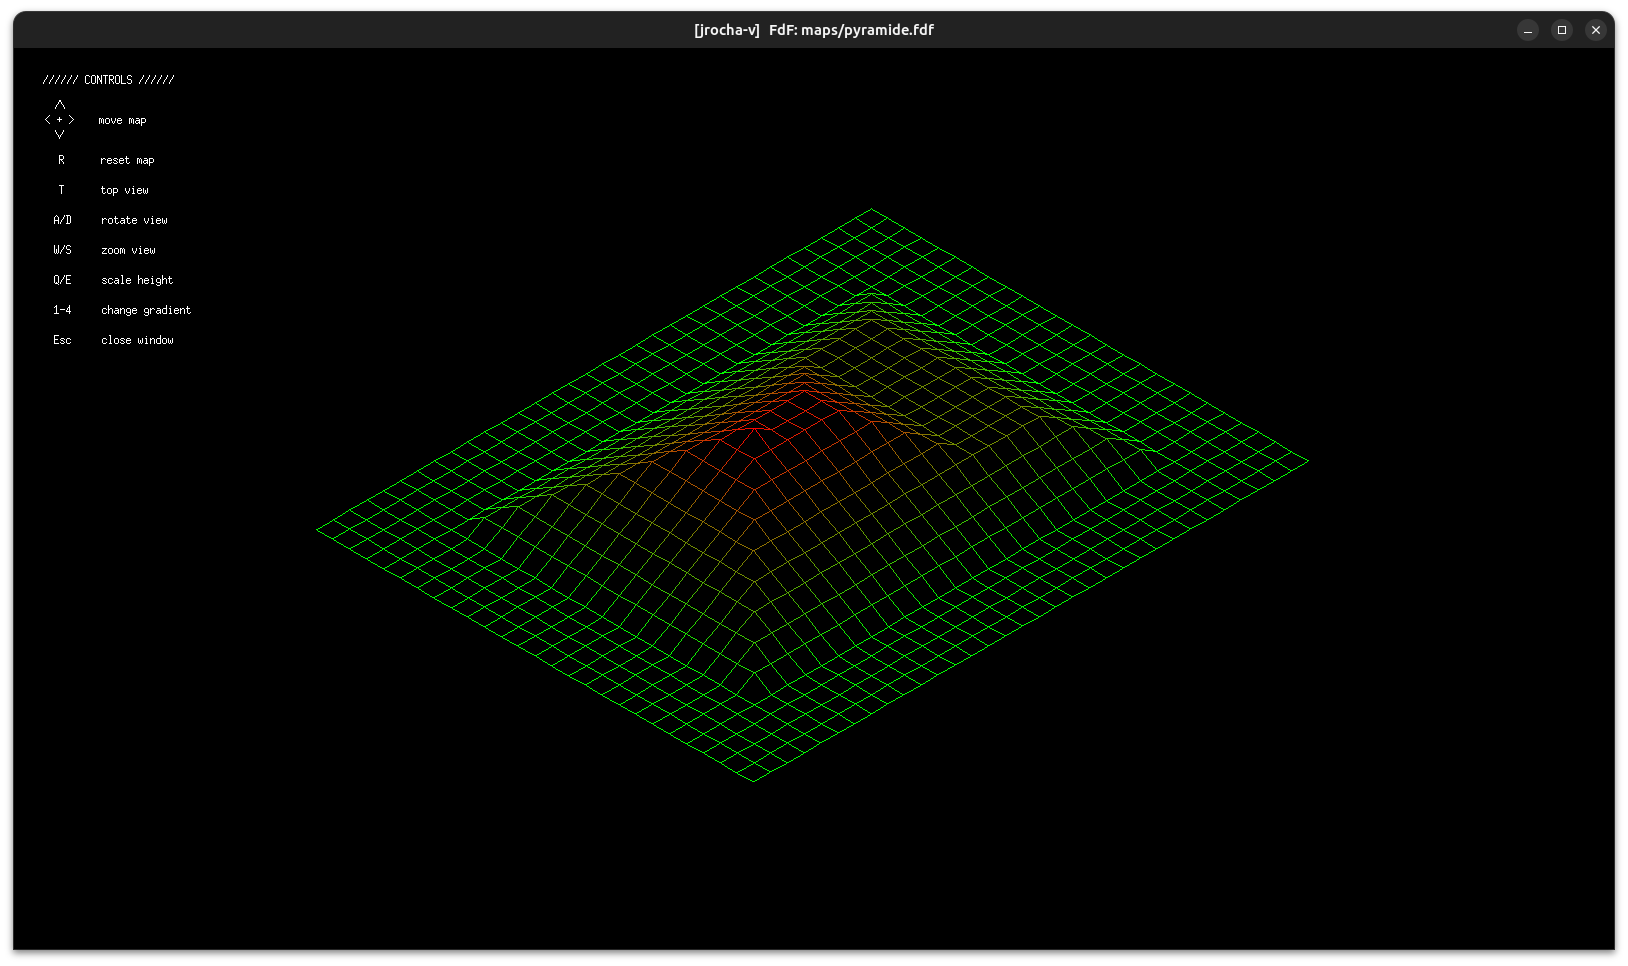 [jrocha-v] FdF: maps/pyramide.fdf
////// CONTROLS //////
< + > move map
R reset map
T top view
A/D rotate view
W/S zoom view
Q/E scale height
1-4 change gradient
Esc close window